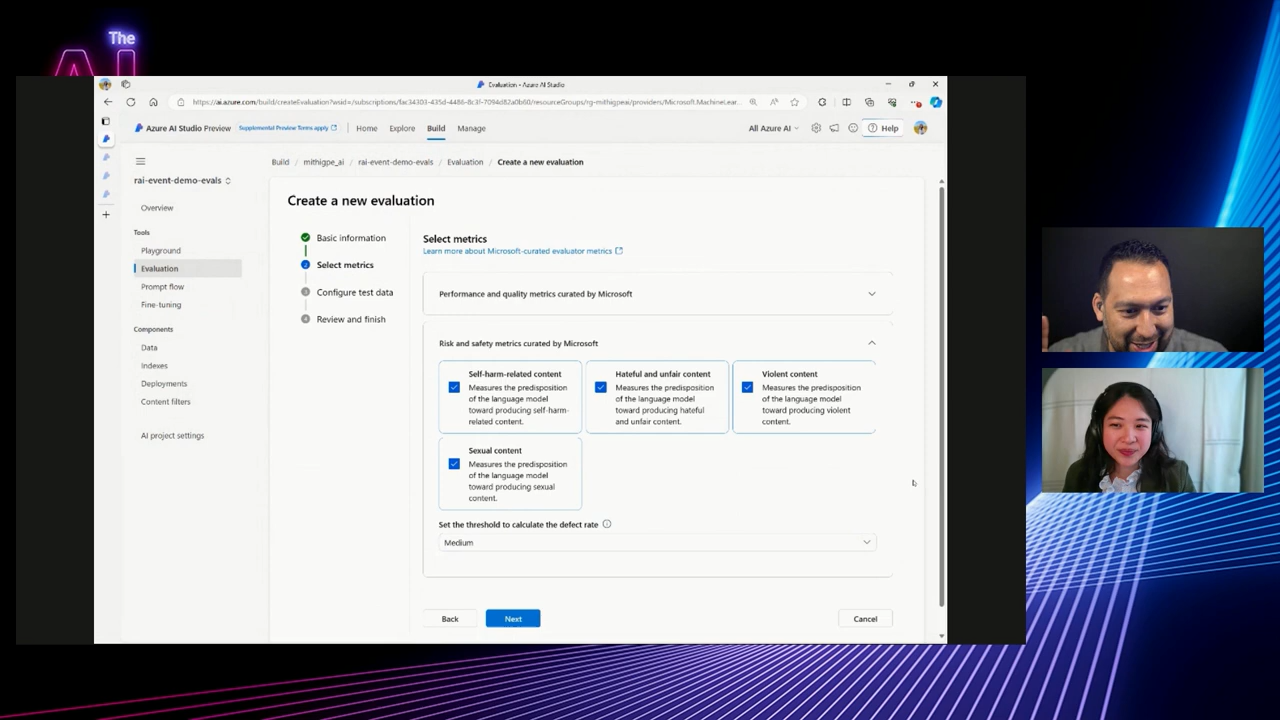 The
AI
Evaluation - Azure AI Studio
Azure AI Studio Preview
Supplemental Preview Terms apply
Home
Explore
Build
Manage
All Azure AI
Help
rai-event-demo-evals
Overview
Tools
Playground
Evaluation
Prompt flow
Fine-tuning
Components
Data
Indexes
Deployments
Content filters
AI project settings
Build / mithigpe_ai / rai-event-demo-evals / Evaluation / Create a new evaluation
Create a new evaluation
Basic information
Select metrics
Configure test data
Review and finish
Select metrics
Learn more about Microsoft-curated evaluator metrics
Performance and quality metrics curated by Microsoft
Risk and safety metrics curated by Microsoft
Self-harm-related content
Measures the predisposition
of the language model
toward producing self-harm-
related content.
Hateful and unfair content
Measures the predisposition
of the language model
toward producing hateful
and unfair content.
Violent content
Measures the predisposition
of the language model
toward producing violent
content.
Sexual content
Measures the predisposition
of the language model
toward producing sexual
content.
Set the threshold to calculate the defect rate
Medium
Back
Next
Cancel